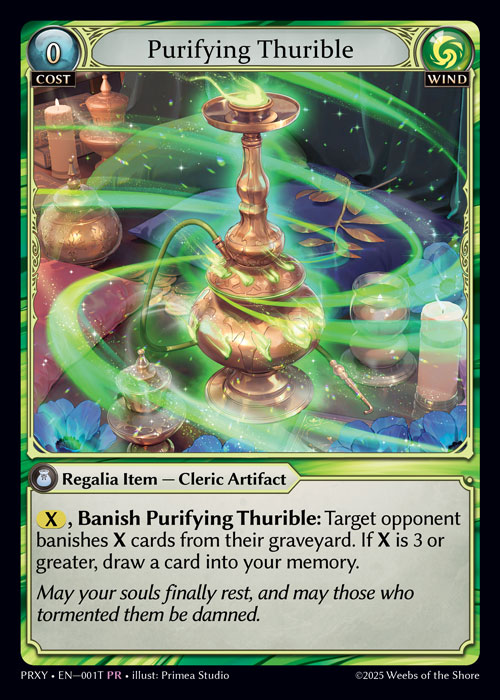 0
Purifying Thurible
COST
WIND
Regalia Item — Cleric Artifact
X , Banish Purifying Thurible: Target opponent
banishes X cards from their graveyard. If X is 3 or
greater, draw a card into your memory.
May your souls finally rest, and may those who
tormented them be damned.
PRXY • EN—001T PR • illust: Primea Studio
©2025 Weebs of the Shore